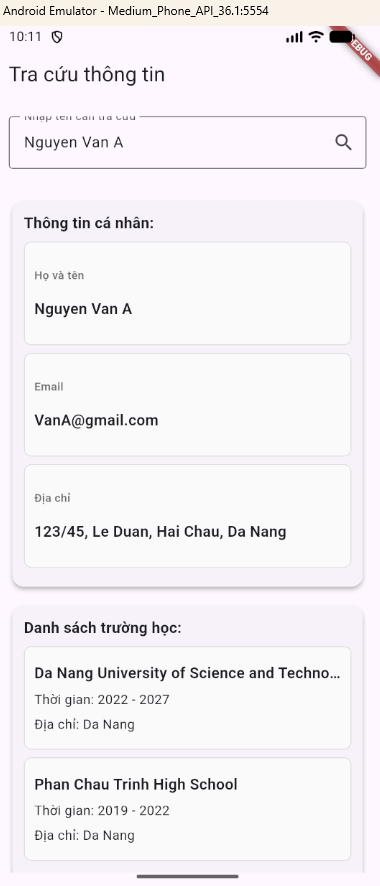 Android Emulator - Medium_Phone_API_36.1:5554
10:11
DEBUG
Tra cứu thông tin
Nhập tên cần tra cứu
Nguyen Van A
Thông tin cá nhân:
Họ và tên
Nguyen Van A
Email
VanA@gmail.com
Địa chỉ
123/45, Le Duan, Hai Chau, Da Nang
Danh sách trường học:
Da Nang University of Science and Techno...
Thời gian: 2022 - 2027
Địa chỉ: Da Nang
Phan Chau Trinh High School
Thời gian: 2019 - 2022
Địa chỉ: Da Nang